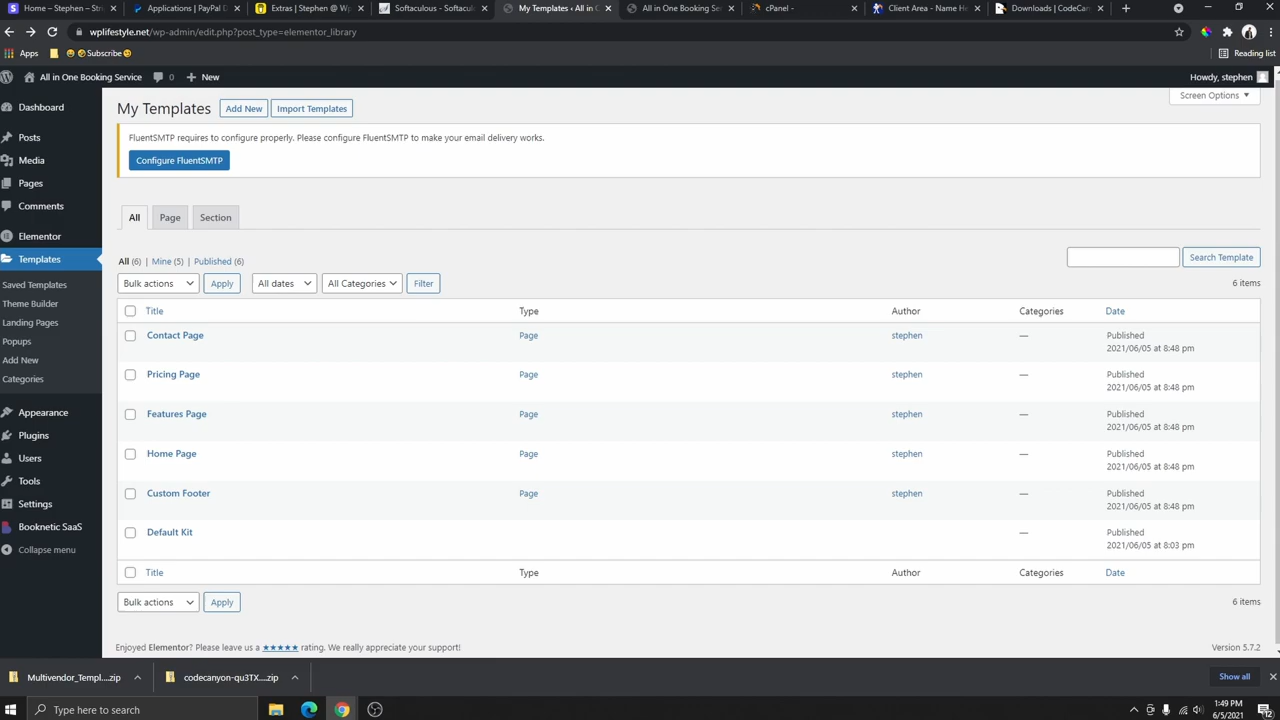 Home – Stephen – Stri
Applications | PayPal D
Extras | Stephen @ Wp
Softaculous - Softacul
My Templates ‹ All in O
All in One Booking Serv
cPanel -
Client Area - Name He
Downloads | CodeCan
wplifestyle.net/wp-admin/edit.php?post_type=elementor_library
Apps
Subscribe
Reading list
All in One Booking Service
0
New
Howdy, stephen
Dashboard
Posts
Media
Pages
Comments
Elementor
Templates
Saved Templates
Theme Builder
Landing Pages
Popups
Add New
Categories
Appearance
Plugins
Users
Tools
Settings
Booknetic SaaS
Collapse menu
My Templates
Add New
Import Templates
Screen Options
FluentSMTP requires to configure properly. Please configure FluentSMTP to make your email delivery works.
Configure FluentSMTP
All
Page
Section
All (6) | Mine (5) | Published (6)
Search Template
Bulk actions
Apply
All dates
All Categories
Filter
6 items
Title Type Author Categories Date
Contact Page Page stephen — Published
2021/06/05 at 8:48 pm
Pricing Page Page stephen — Published
2021/06/05 at 8:48 pm
Features Page Page stephen — Published
2021/06/05 at 8:48 pm
Home Page Page stephen — Published
2021/06/05 at 8:48 pm
Custom Footer Page stephen — Published
2021/06/05 at 8:48 pm
Default Kit — Published
2021/06/05 at 8:03 pm
Title Type Author Categories Date
Bulk actions
Apply
6 items
Enjoyed Elementor? Please leave us a ★★★★★ rating. We really appreciate your support!
Version 5.7.2
Multivendor_Templ....zip
codecanyon-qu3TX....zip
Show all
Type here to search
1:49 PM
6/5/2021